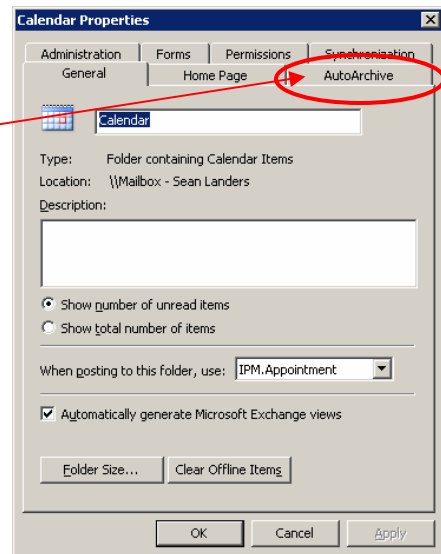 Calendar Properties
Administration Forms Permissions Synchronization
General Home Page AutoArchive
Calendar
Type: Folder containing Calendar Items
Location: \\Mailbox - Sean Landers
Description:
Show number of unread items
Show total number of items
When posting to this folder, use: IPM.Appointment
Automatically generate Microsoft Exchange views
Folder Size... Clear Offline Items
OK Cancel Apply